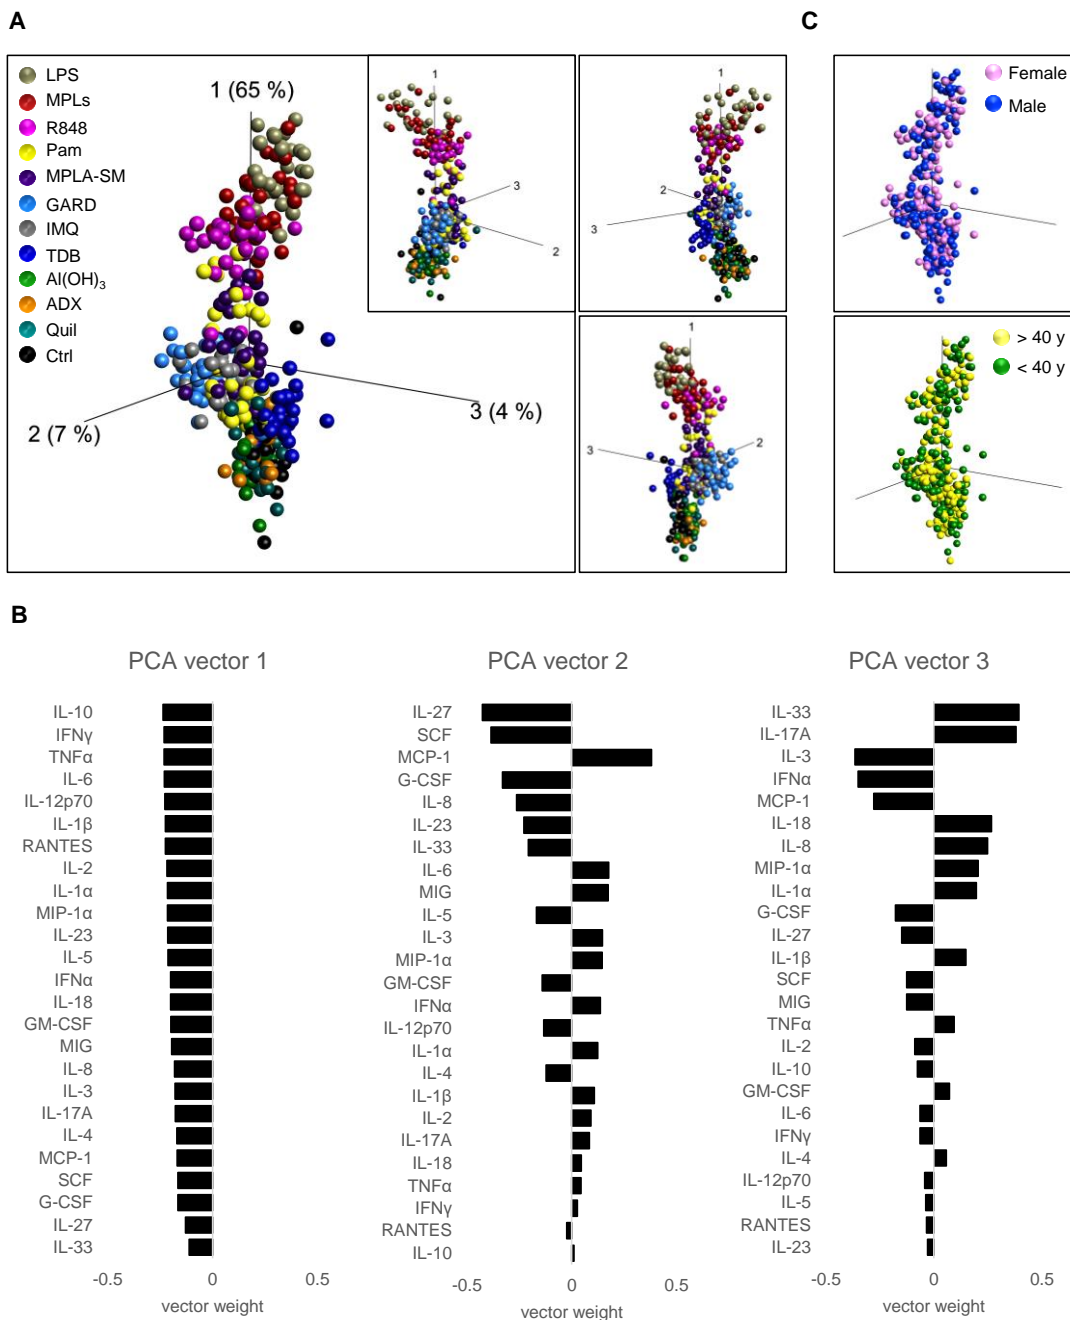 A
C
LPS
MPLs
R848
Pam
MPLA-SM
GARD
IMQ
TDB
Al(OH)3
ADX
Quil
Ctrl
1 (65 %)
2 (7 %)
3 (4 %)
1
3
2
1
2
3
1
2
3
Female
Male
> 40 y
< 40 y
B
PCA vector 1
IL-10
IFNγ
TNFα
IL-6
IL-12p70
IL-1β
RANTES
IL-2
IL-1α
MIP-1α
IL-23
IL-5
IFNα
IL-18
GM-CSF
MIG
IL-8
IL-3
IL-17A
IL-4
MCP-1
SCF
G-CSF
IL-27
IL-33
-0.5 0 0.5
vector weight
PCA vector 2
IL-27
SCF
MCP-1
G-CSF
IL-8
IL-23
IL-33
IL-6
MIG
IL-5
IL-3
MIP-1α
GM-CSF
IFNα
IL-12p70
IL-1α
IL-4
IL-1β
IL-2
IL-17A
IL-18
TNFα
IFNγ
RANTES
IL-10
-0.5 0 0.5
vector weight
PCA vector 3
IL-33
IL-17A
IL-3
IFNα
MCP-1
IL-18
IL-8
MIP-1α
IL-1α
G-CSF
IL-27
IL-1β
SCF
MIG
TNFα
IL-2
IL-10
GM-CSF
IL-6
IFNγ
IL-4
IL-12p70
IL-5
RANTES
IL-23
-0.5 0 0.5
vector weight